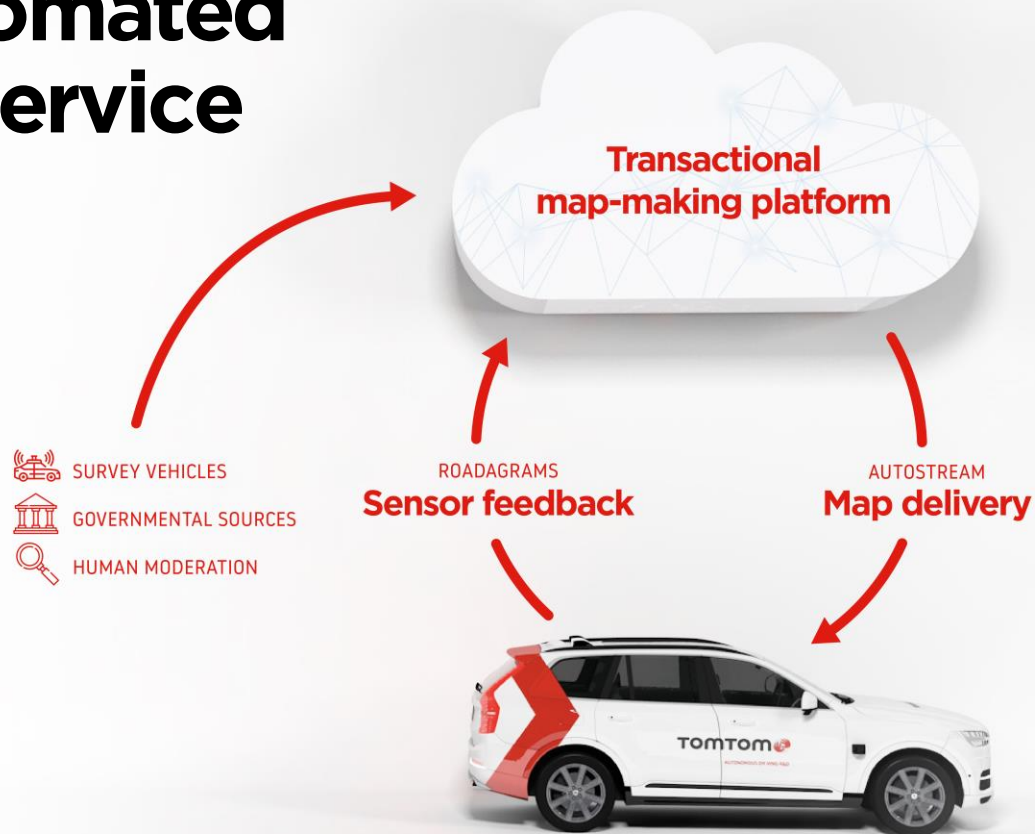 omated
ervice
Transactional
map-making platform
SURVEY VEHICLES
GOVERNMENTAL SOURCES
HUMAN MODERATION
ROADAGRAMS
Sensor feedback
AUTOSTREAM
Map delivery
TOMTOM